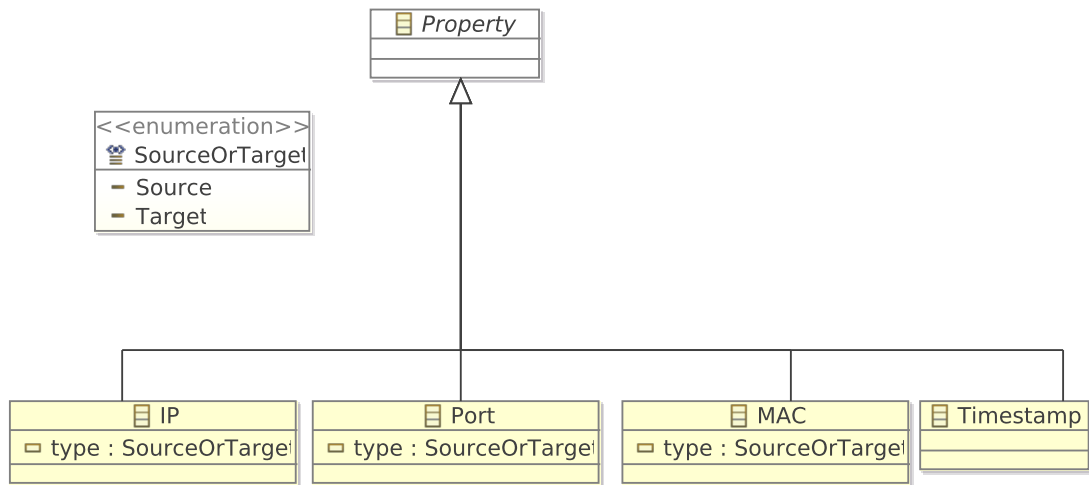 Property
<<enumeration>>
SourceOrTarget
Source
Target
IP
type : SourceOrTarget
Port
type : SourceOrTarget
MAC
type : SourceOrTarget
Timestamp